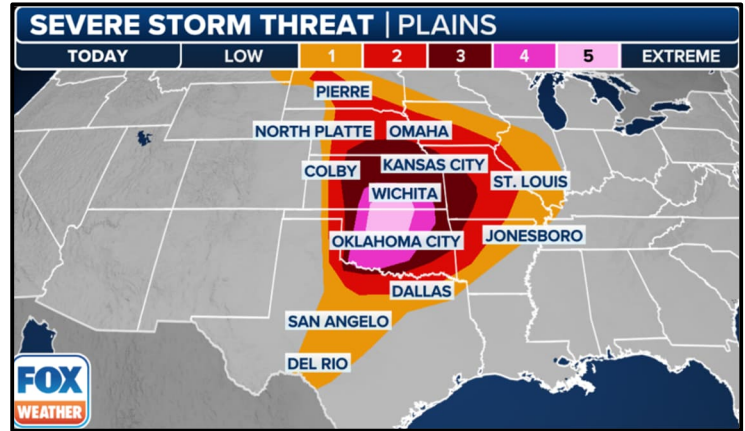 SEVERE STORM THREAT | PLAINS
TODAY LOW 1 2 3 4 5 EXTREME
PIERRE
NORTH PLATTE OMAHA
COLBY KANSAS CITY
WICHITA ST. LOUIS
OKLAHOMA CITY JONESBORO
DALLAS
SAN ANGELO
DEL RIO
FOX
WEATHER